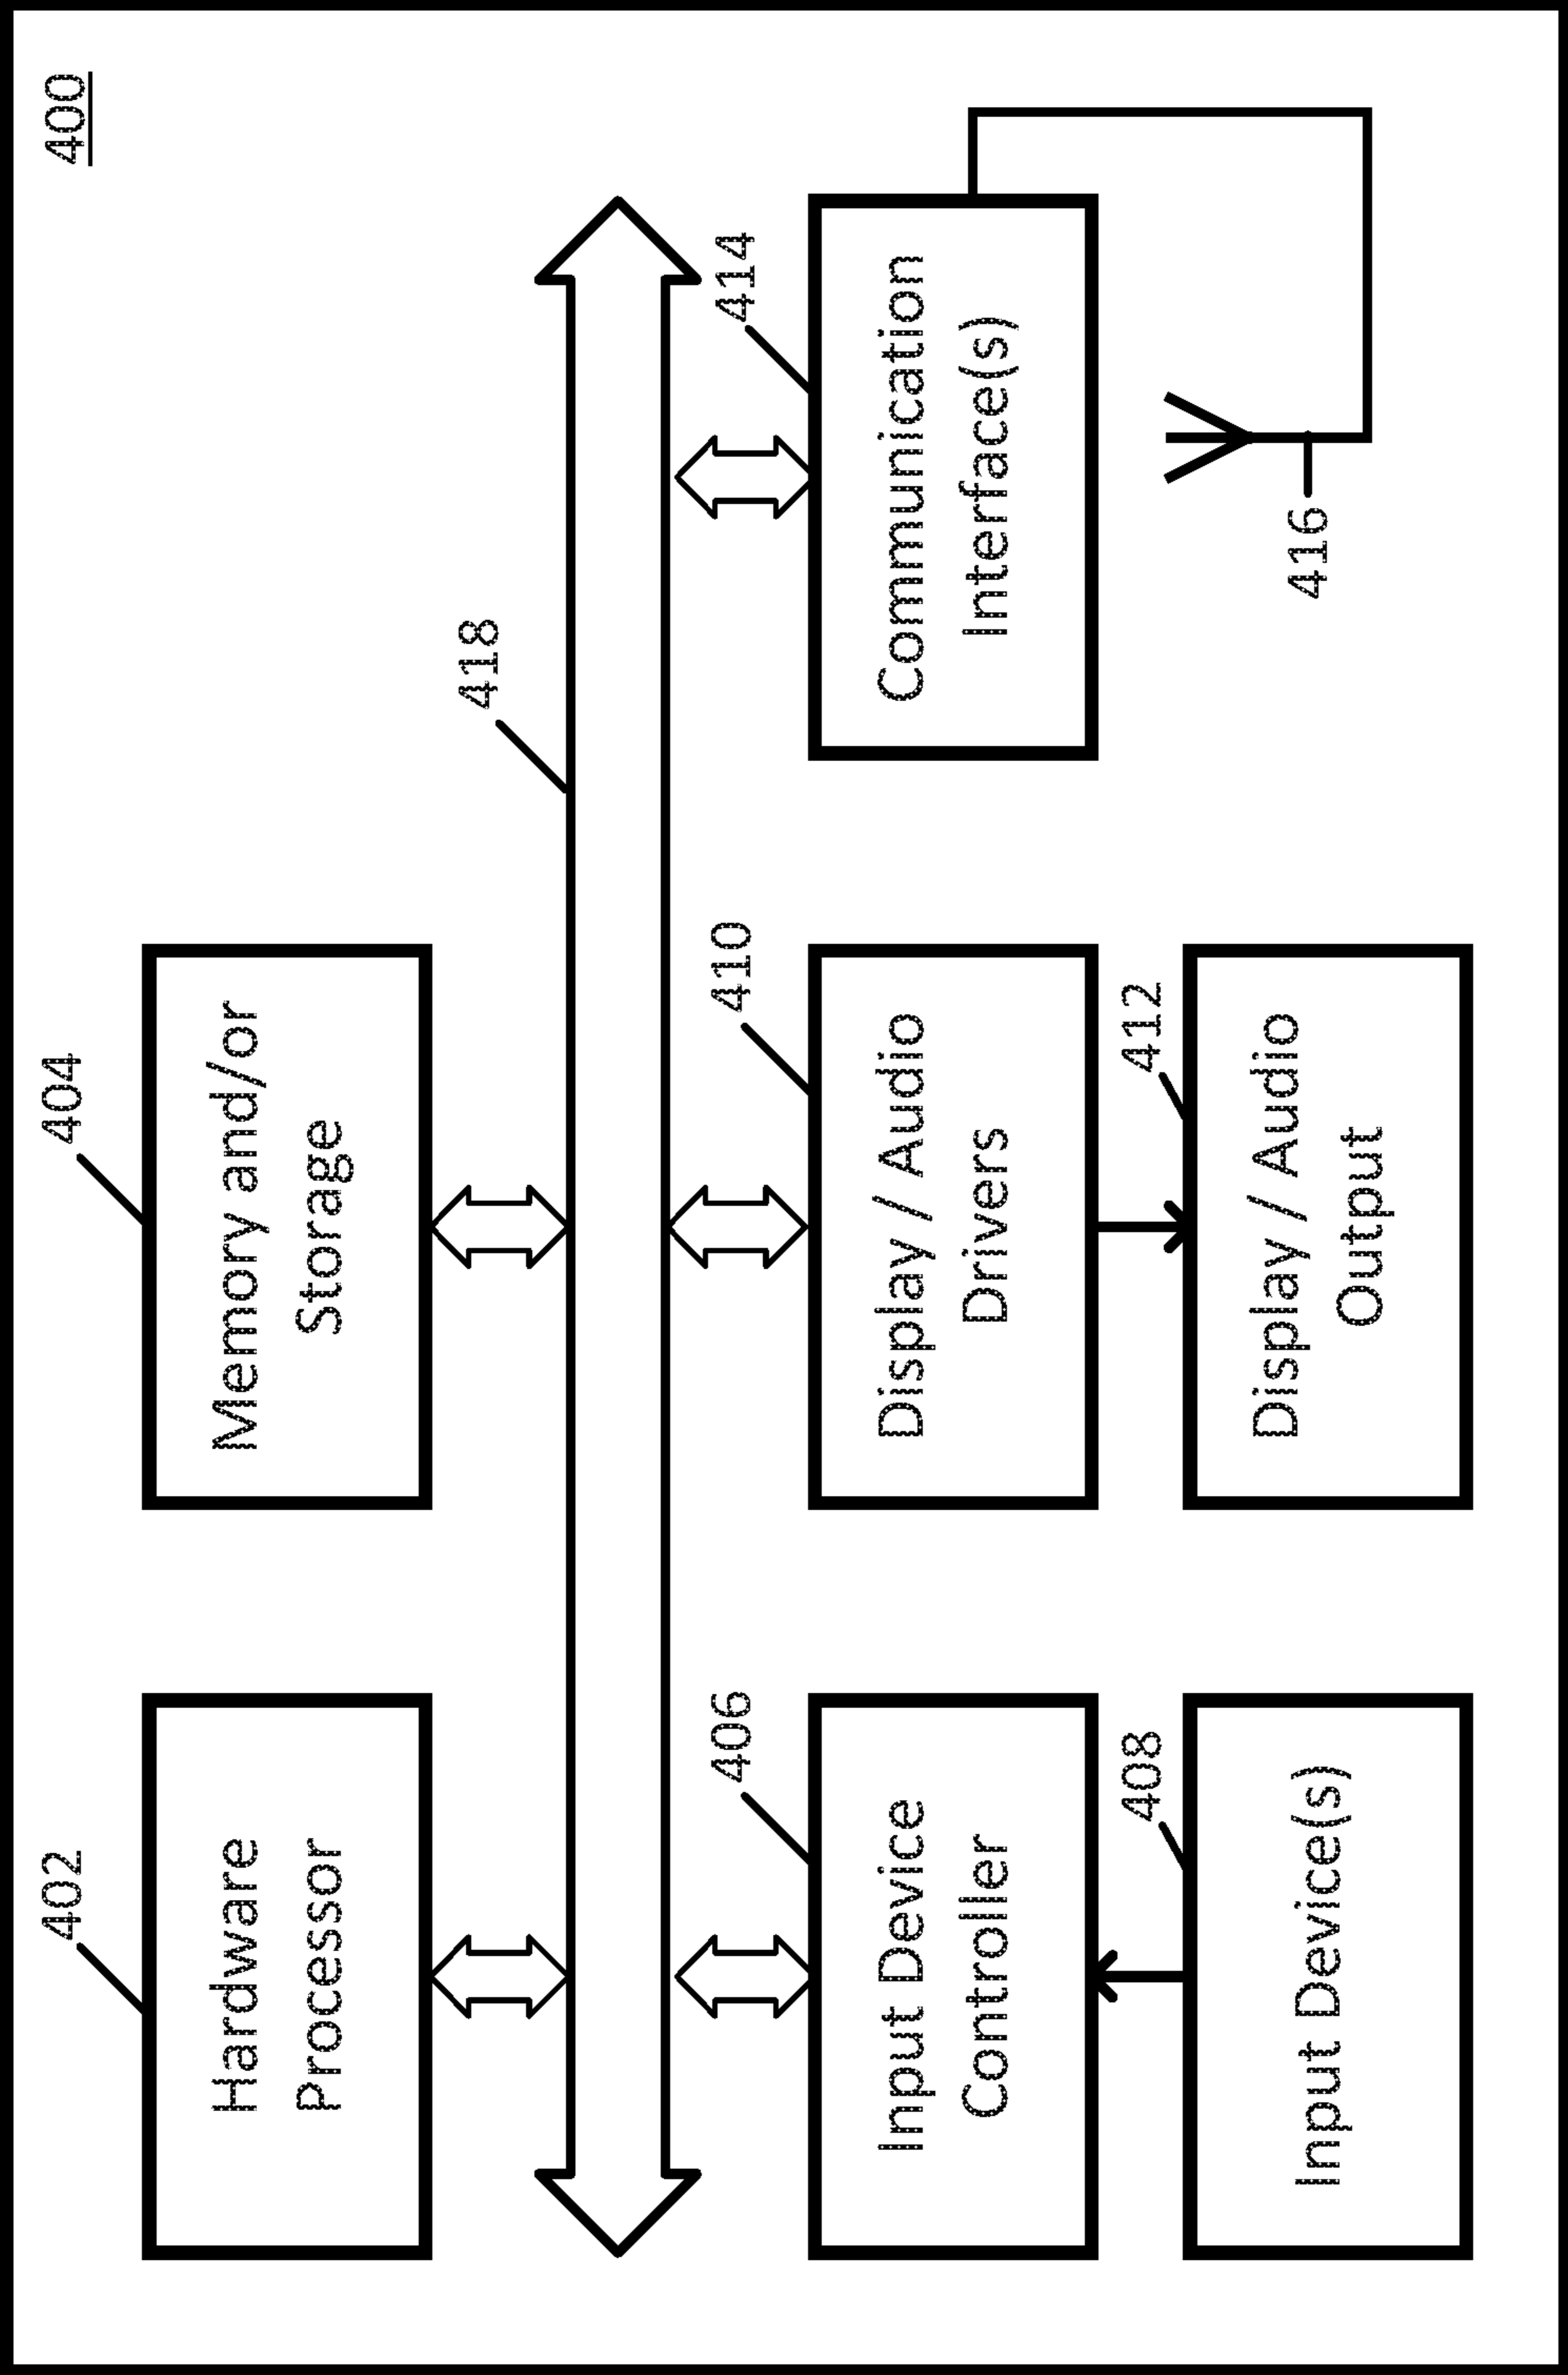 400
402
Hardware
Processor
404
Memory and/or
Storage
418
406
Input Device
Controller
410
Display / Audio
Drivers
414
Communication
Interface(s)
408
Input Device(s)
412
Display / Audio
Output
416